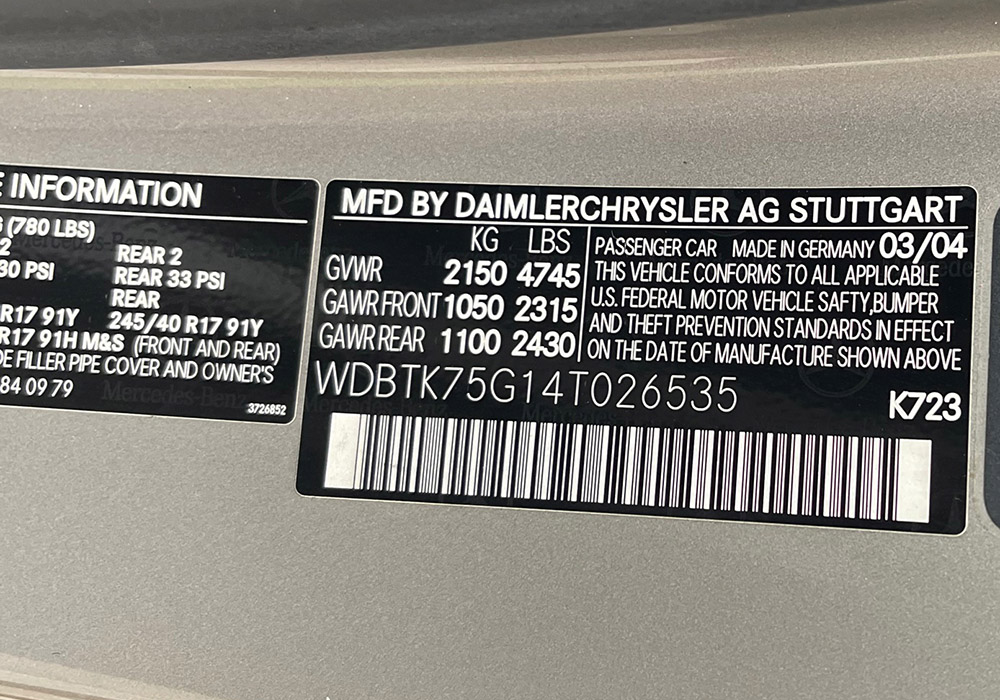 E INFORMATION
(780 LBS)
2
REAR 2
30 PSI
REAR 33 PSI
REAR
R17 91Y
245/40 R17 91Y
R17 91H M&S (FRONT AND REAR)
DE FILLER PIPE COVER AND OWNER'S
84 09 79
3726852
MFD BY DAIMLERCHRYSLER AG STUTTGART
KG LBS
GVWR 2150 4745
GAWR FRONT 1050 2315
GAWR REAR 1100 2430
PASSENGER CAR MADE IN GERMANY 03/04
THIS VEHICLE CONFORMS TO ALL APPLICABLE
U.S. FEDERAL MOTOR VEHICLE SAFTY,BUMPER
AND THEFT PREVENTION STANDARDS IN EFFECT
ON THE DATE OF MANUFACTURE SHOWN ABOVE
WDBTK75G14T026535
K723
Mercedes-Benz